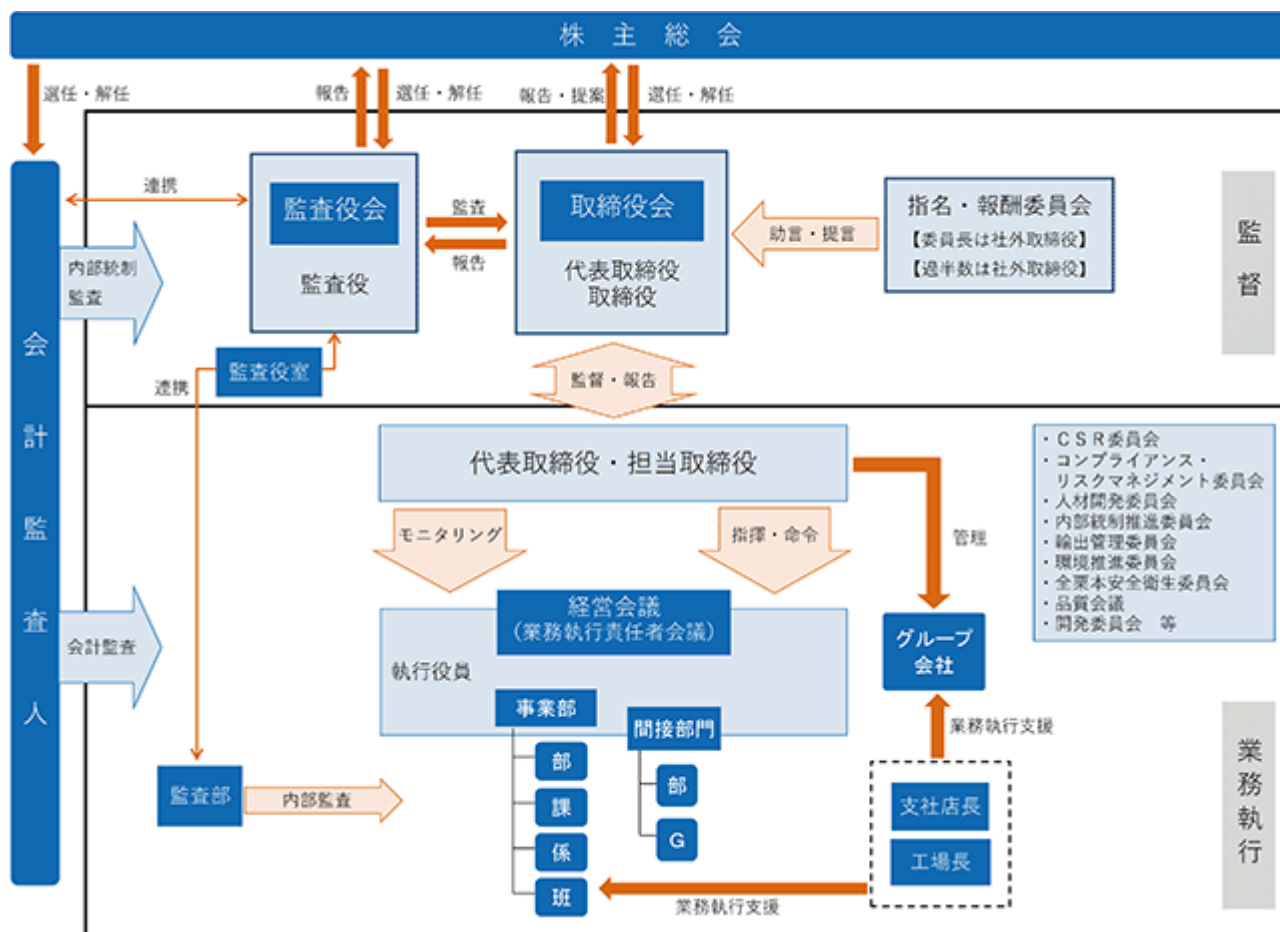 株主総会
選任・解任
報告
選任・解任
報告・提案
選任・解任
会計監査人
連携
内部統制
監査
監査役会
監査役
監査
報告
取締役会
代表取締役
取締役
助言・提言
指名・報酬委員会
【委員長は社外取締役】
【過半数は社外取締役】
監督
監査役室
連携
監督・報告
代表取締役・担当取締役
モニタリング
指揮・命令
管理
・CSR委員会
・コンプライアンス・
リスクマネジメント委員会
・人材開発委員会
・内部統制推進委員会
・輸出管理委員会
・環境推進委員会
・全栗本安全衛生委員会
・品質会議
・開発委員会 等
会計監査
経営会議
(業務執行責任者会議)
執行役員
グループ
会社
事業部
部
課
係
班
間接部門
部
G
業務執行支援
支社店長
工場長
業務執行支援
監査部
内部監査
業務執行